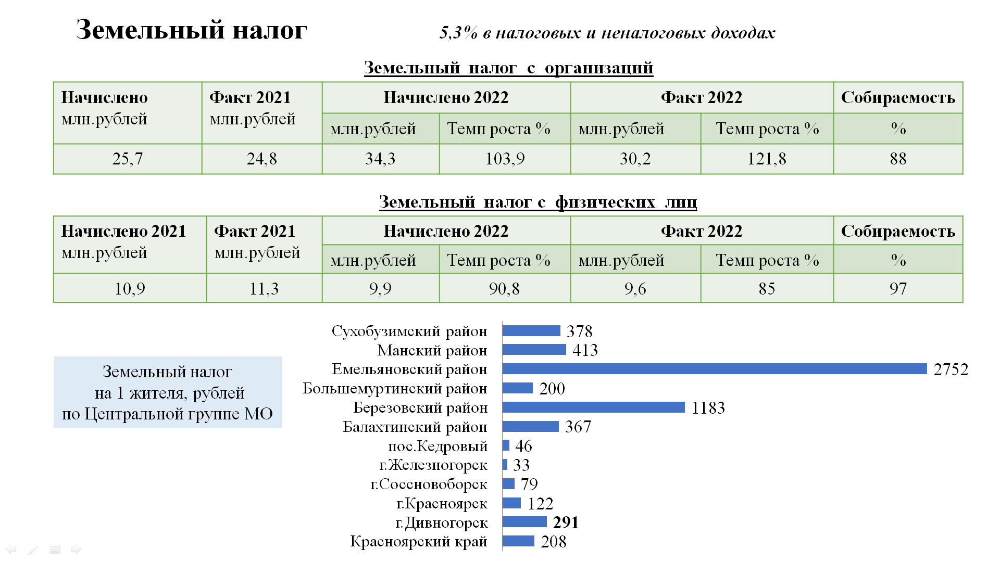 Земельный налог
5,3% в налоговых и неналоговых доходах
Земельный налог с организаций
Начислено Факт 2021 Начислено 2022 Факт 2022 Собираемость
млн.рублей млн.рублей
млн.рублей Темп роста % млн.рублей Темп роста % %
25,7 24,8 34,3 103,9 30,2 121,8 88
Земельный налог с физических лиц
Начислено 2021 Факт 2021 Начислено 2022 Факт 2022 Собираемость
млн.рублей млн.рублей
млн.рублей Темп роста % млн.рублей Темп роста % %
10,9 11,3 9,9 90,8 9,6 85 97
Земельный налог
на 1 жителя, рублей
по Центральной группе МО
Сухобузимский район 378
Манский район 413
Емельяновский район 2752
Большемуртинский район 200
Березовский район 1183
Балахтинский район 367
пос.Кедровый 46
г.Железногорск 33
г.Соссновоборск 79
г.Красноярск 122
г.Дивногорск 291
Красноярский край 208